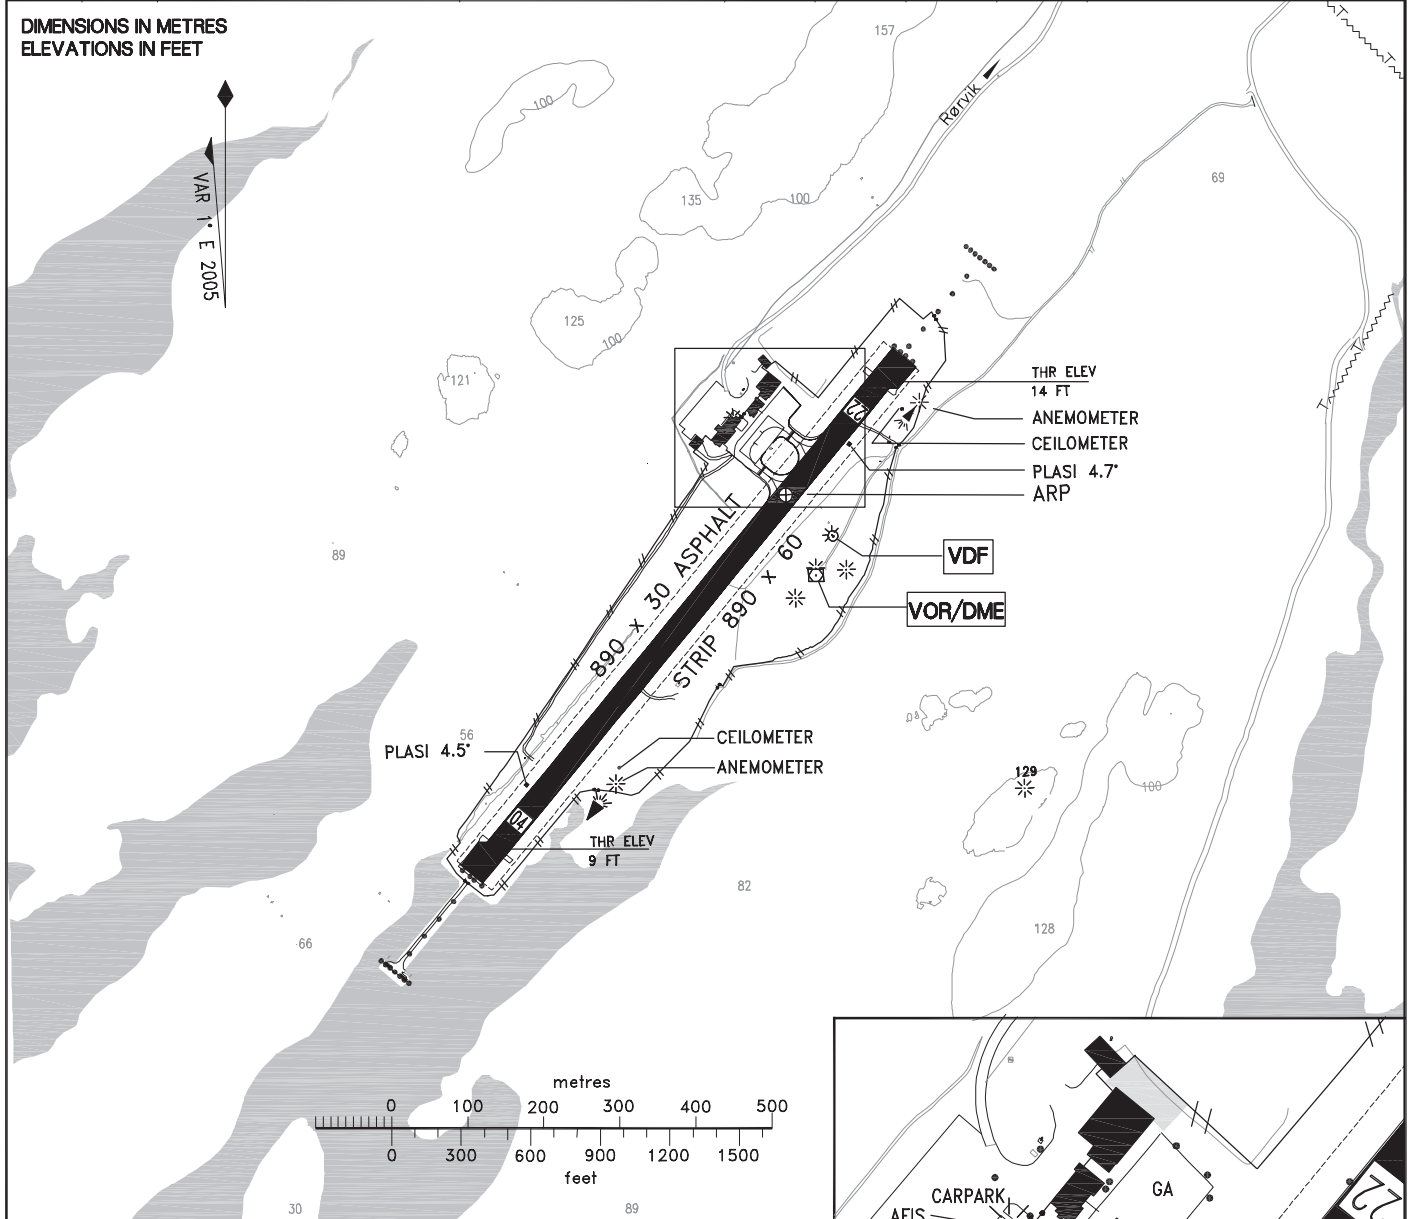 DIMENSIONS IN METRES
ELEVATIONS IN FEET
VAR 1° E 2005
157
Rørvik
100
69
135
100
125
100
121
THR ELEV
14 FT
ANEMOMETER
CEILOMETER
PLASI 4.7°
ARP
22
89
890 x 30 ASPHALT
STRIP 890 x 60
VDF
VOR/DME
56
PLASI 4.5°
CEILOMETER
ANEMOMETER
80
129
100
04
THR ELEV
9 FT
82
66
128
metres
0 100 200 300 400 500
0 300 600 900 1200 1500
feet
30
89
CARPARK
AFIS
GA
22